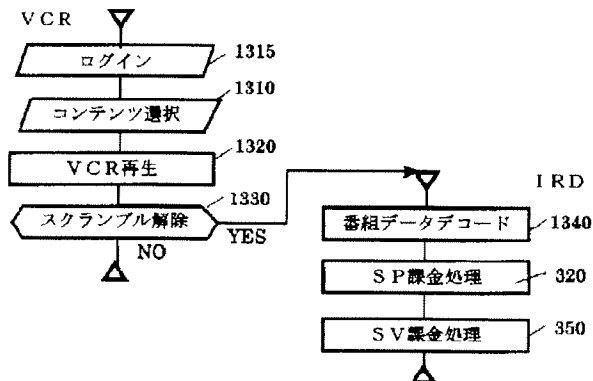 VCR
ログイン
1315
1310
コンテンツ選択
1320
VCR再生
1330
スクランブル解除
YES
NO
IRD
番組データデコード
1340
SP課金処理
320
SV課金処理
350